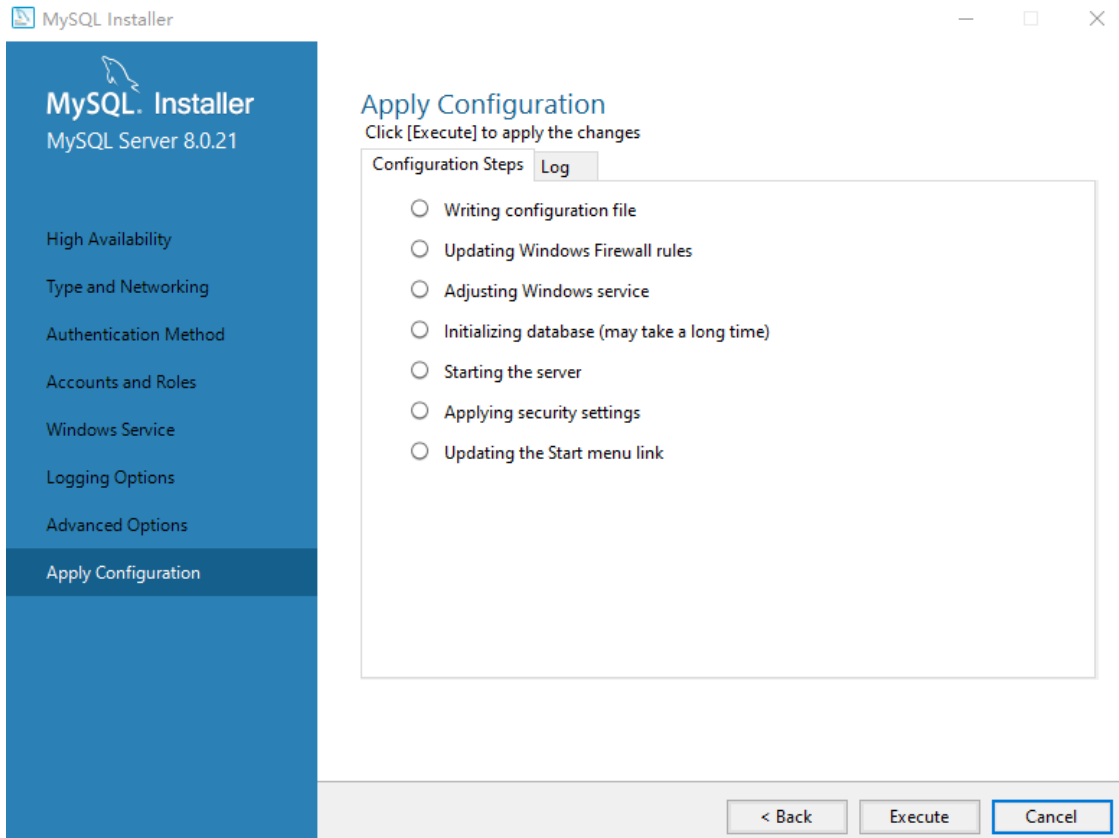 MySQL Installer
MySQL. Installer
MySQL Server 8.0.21
High Availability
Type and Networking
Authentication Method
Accounts and Roles
Windows Service
Logging Options
Advanced Options
Apply Configuration
Apply Configuration
Click [Execute] to apply the changes
Configuration Steps Log
Writing configuration file
Updating Windows Firewall rules
Adjusting Windows service
Initializing database (may take a long time)
Starting the server
Applying security settings
Updating the Start menu link
< Back Execute Cancel